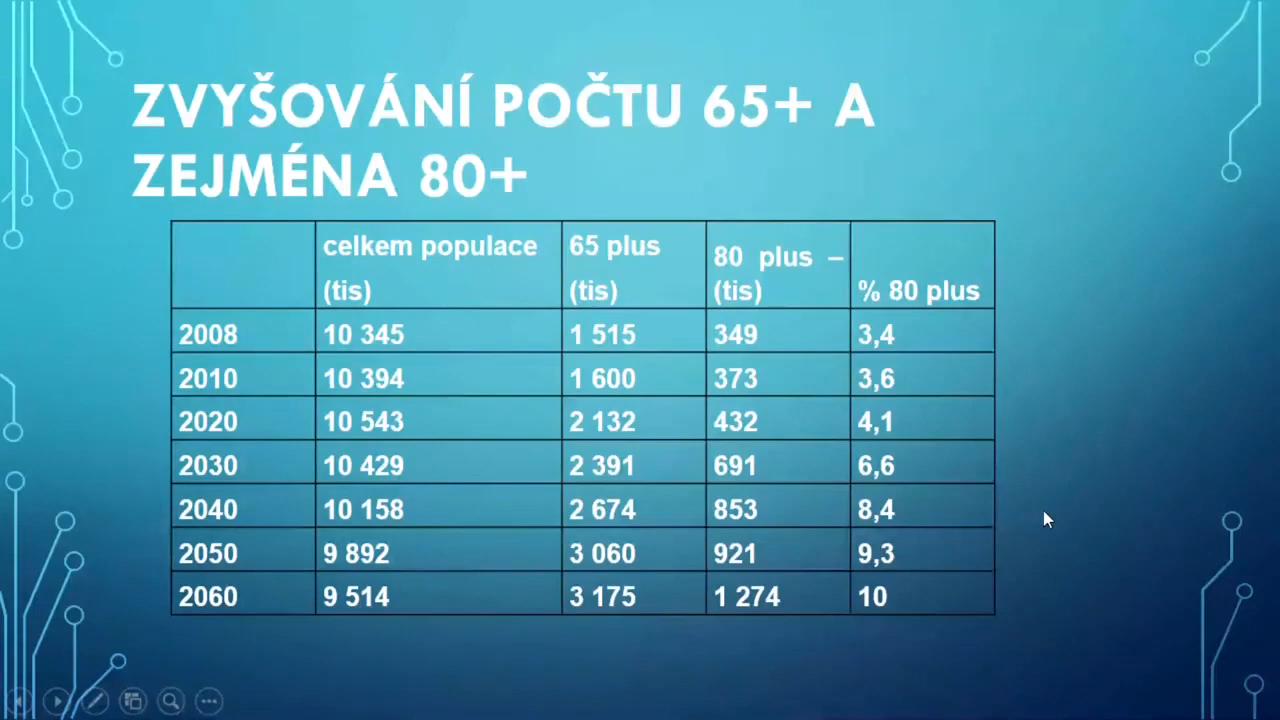 ZVYŠOVÁNÍ POČTU 65+ A
ZEJMÉNA 80+
celkem populace (tis) 65 plus (tis) 80 plus – (tis) % 80 plus
2008 10 345 1 515 349 3,4
2010 10 394 1 600 373 3,6
2020 10 543 2 132 432 4,1
2030 10 429 2 391 691 6,6
2040 10 158 2 674 853 8,4
2050 9 892 3 060 921 9,3
2060 9 514 3 175 1 274 10